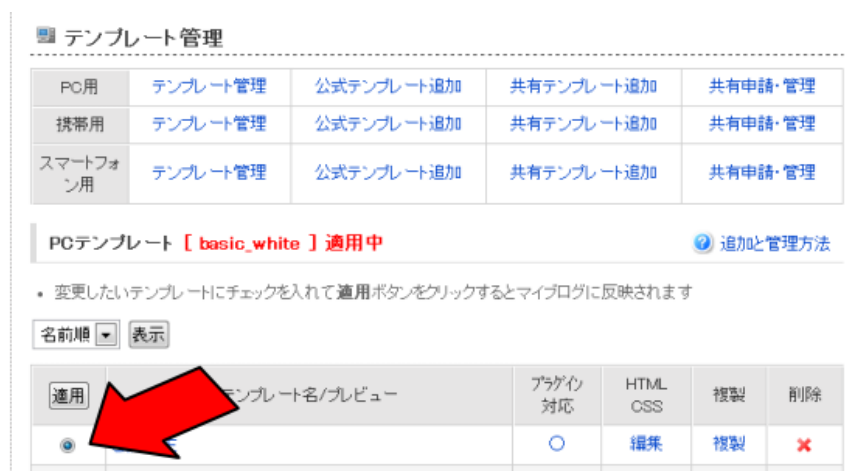 テンプレート管理
PC用 テンプレート管理 公式テンプレート追加 共有テンプレート追加 共有申請・管理
携帯用 テンプレート管理 公式テンプレート追加 共有テンプレート追加 共有申請・管理
スマートフォ
ン用 テンプレート管理 公式テンプレート追加 共有テンプレート追加 共有申請・管理
PCテンプレート [ basic_white ] 適用中 追加と管理方法
• 変更したいテンプレートにチェックを入れて適用ボタンをクリックするとマイブログに反映されます
名前順 表示
適用 テンプレート名/プレビュー プラグイン対応 HTML CSS 複製 削除
○ 編集 複製